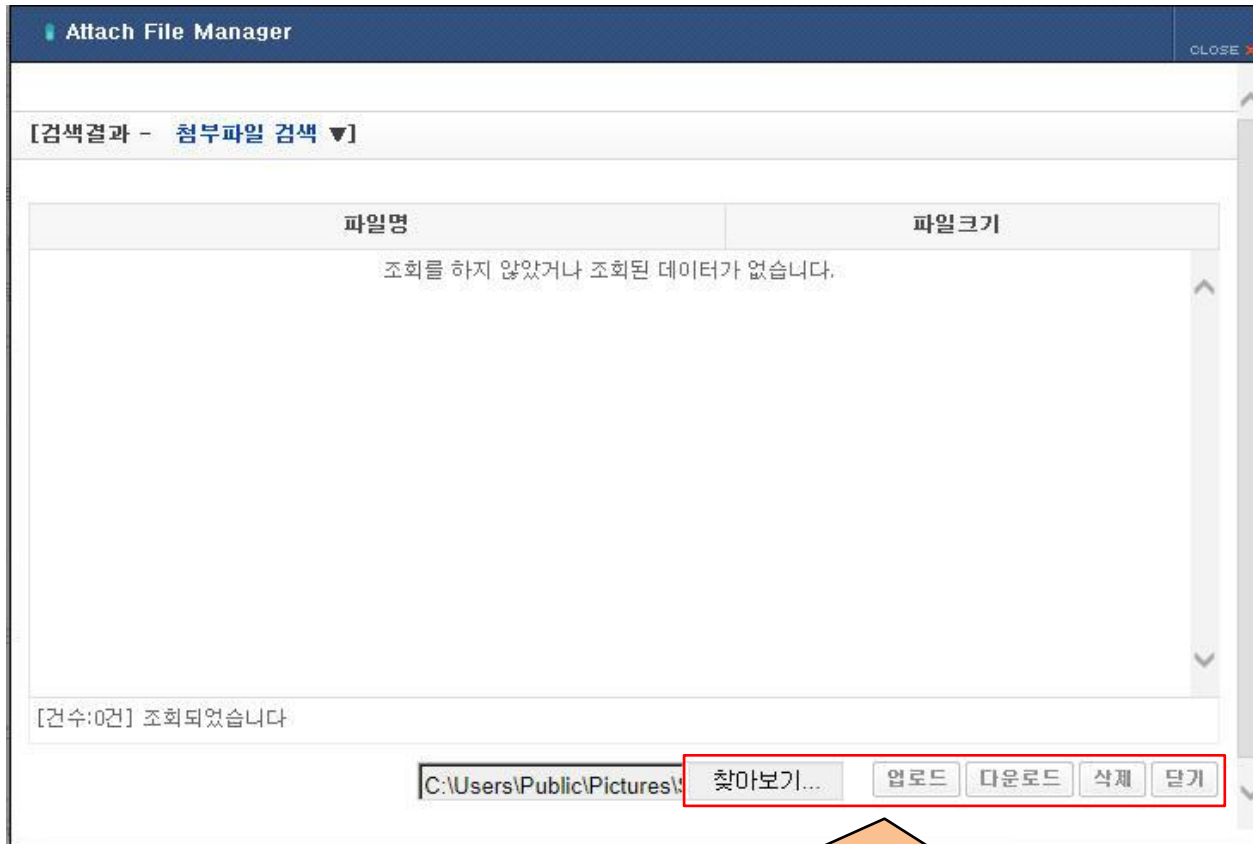 Attach File Manager
CLOSE
[검색결과 - 첨부파일 검색 ▼]
파일명 파일크기
조회를 하지 않았거나 조회된 데이터가 없습니다.
[건수:0건] 조회되었습니다
C:\Users\Public\Pictures\ 찾아보기... 업로드 다운로드 삭제 닫기